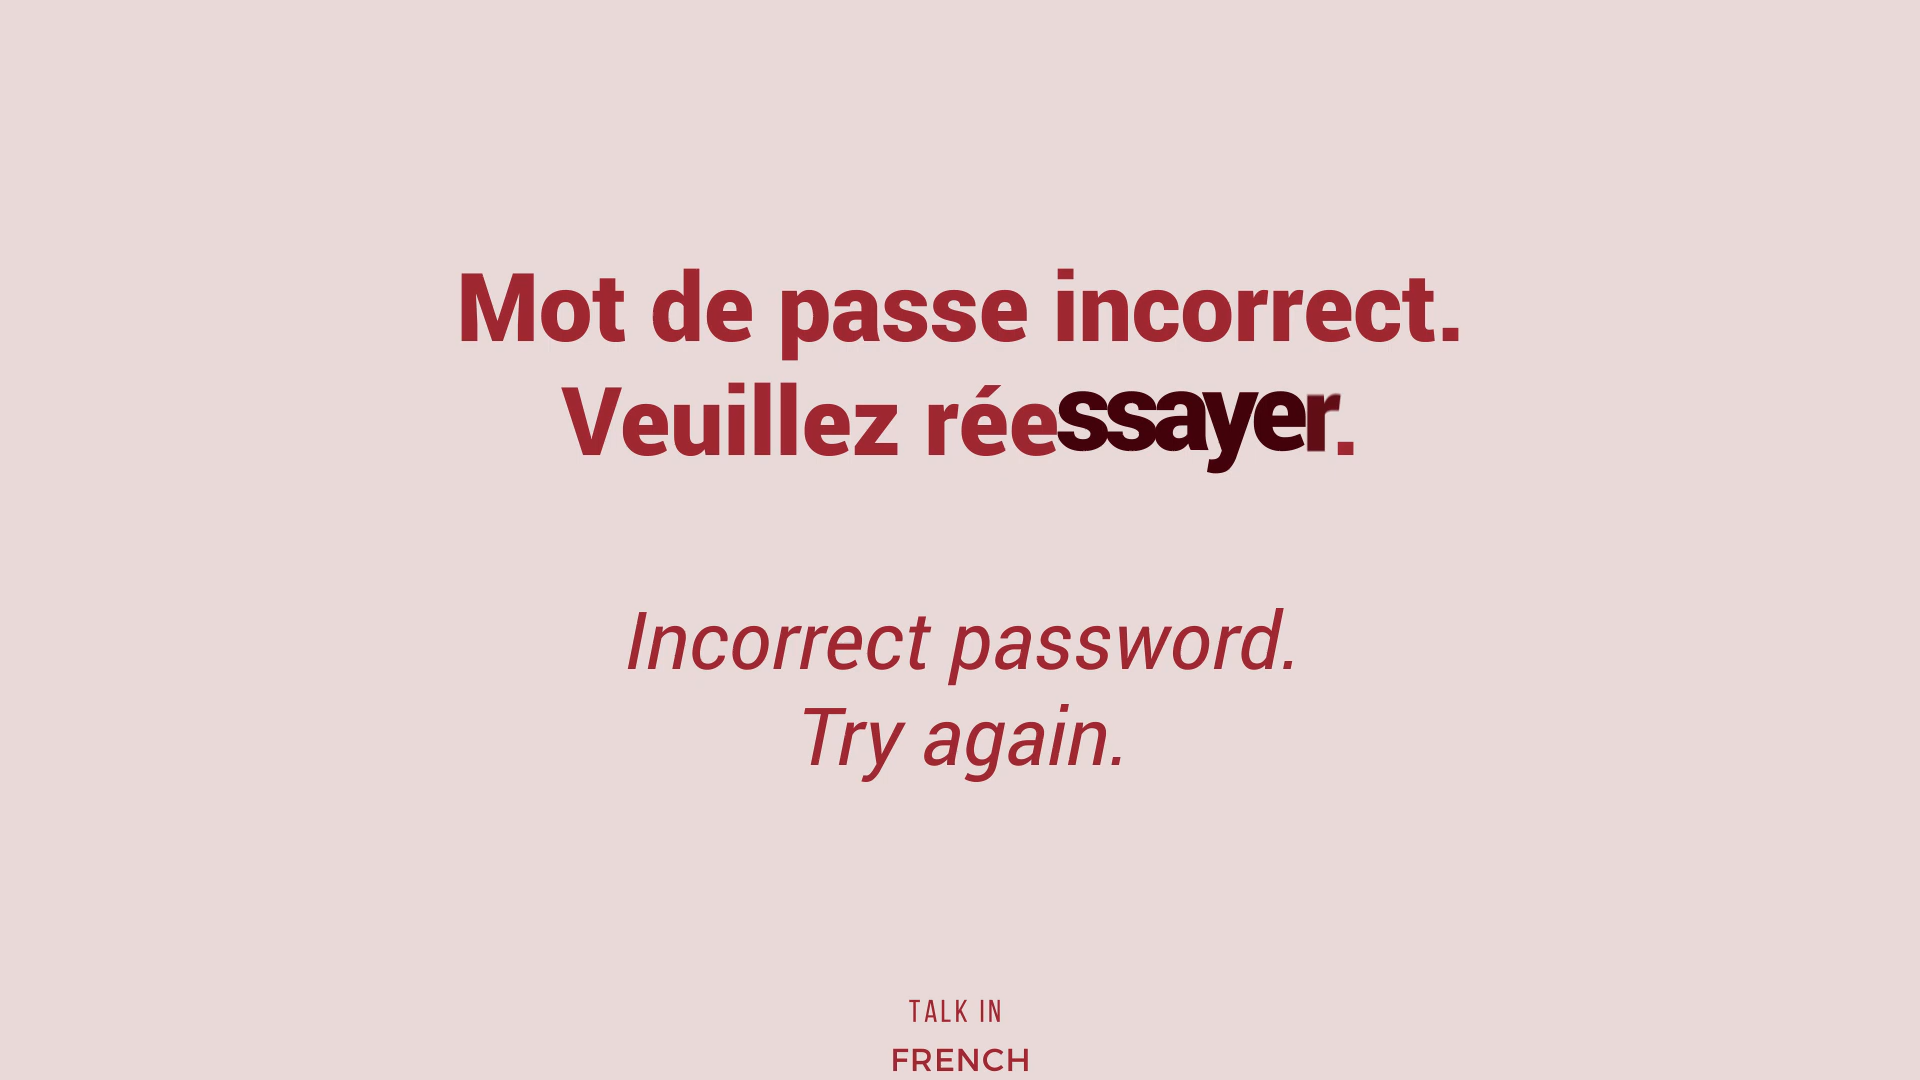 Mot de passe incorrect.
Veuillez réessayer.
Incorrect password.
Try again.
TALK IN
FRENCH